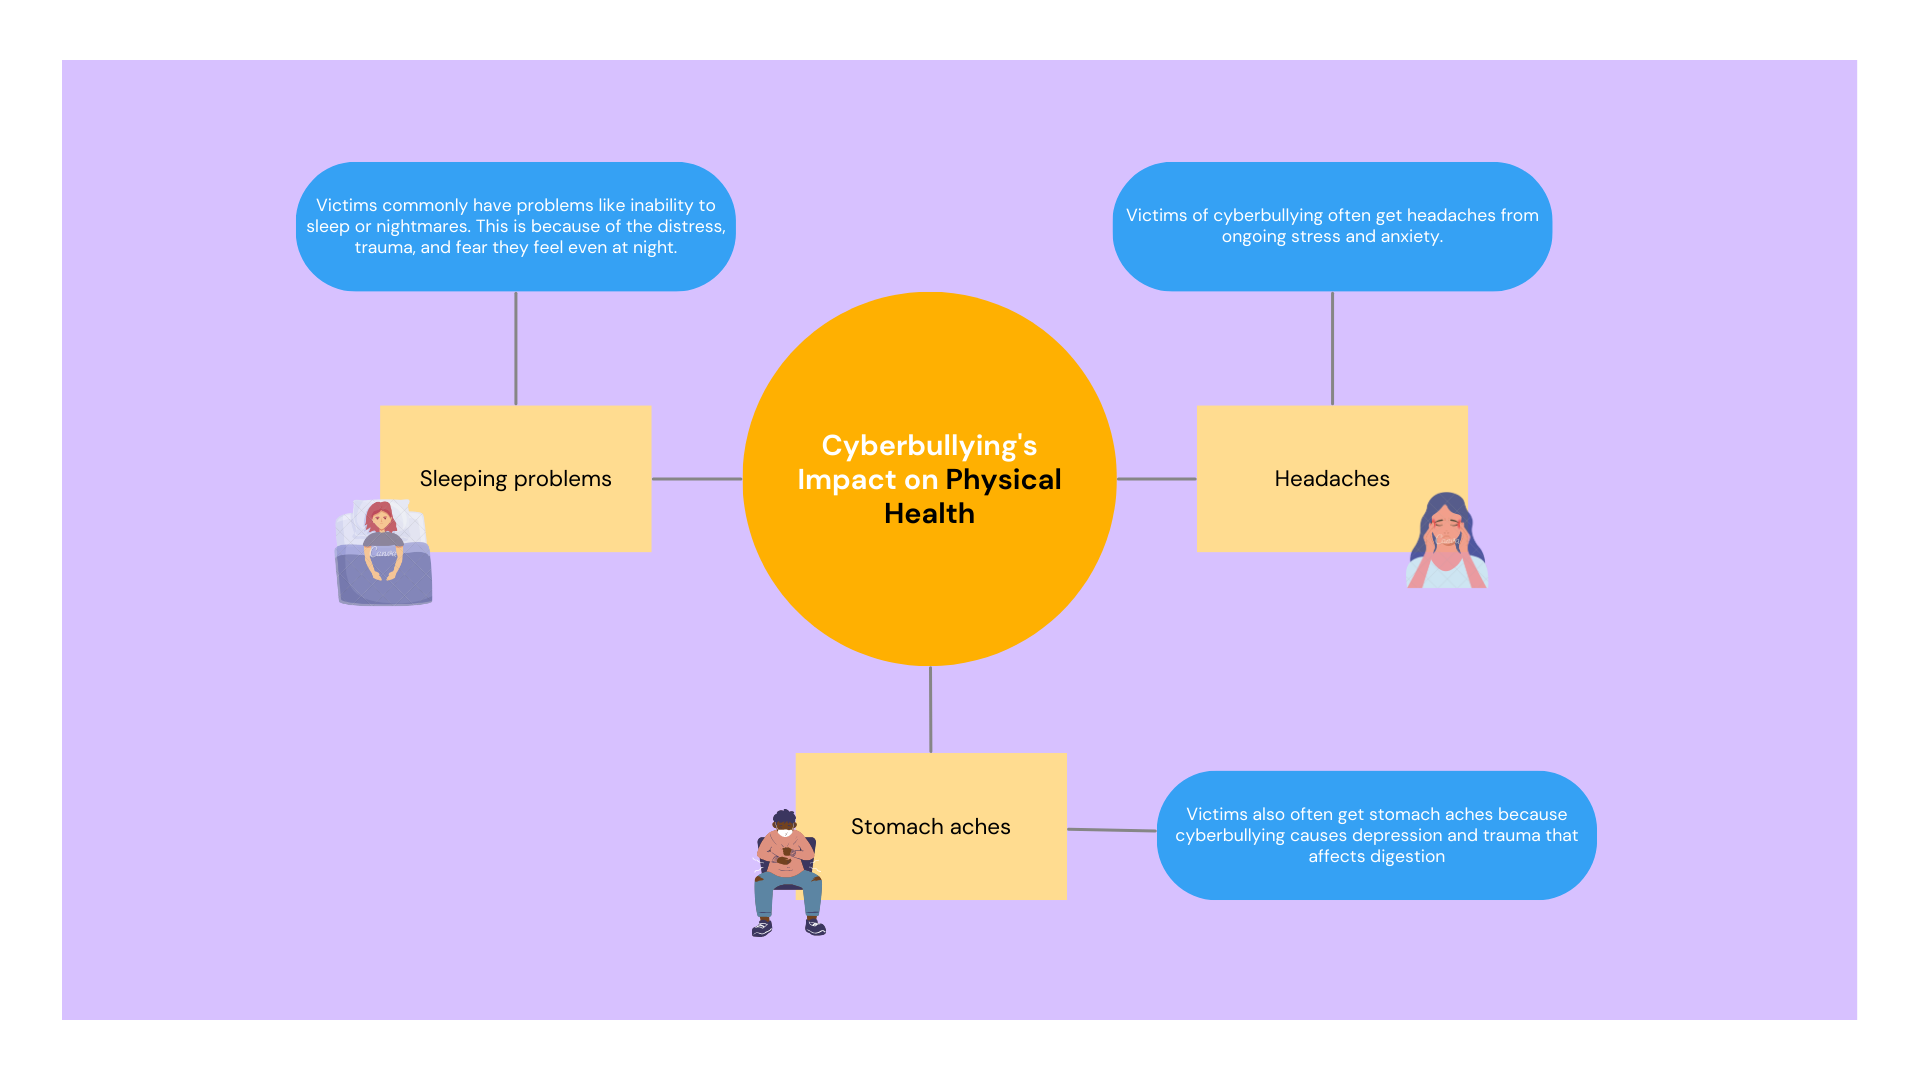 Victims commonly have problems like inability to
sleep or nightmares. This is because of the distress,
trauma, and fear they feel even at night.
Victims of cyberbullying often get headaches from
ongoing stress and anxiety.
Cyberbullying's
Impact on Physical
Health
Sleeping problems
Headaches
Canva
Stomach aches
Victims also often get stomach aches because
cyberbullying causes depression and trauma that
affects digestion